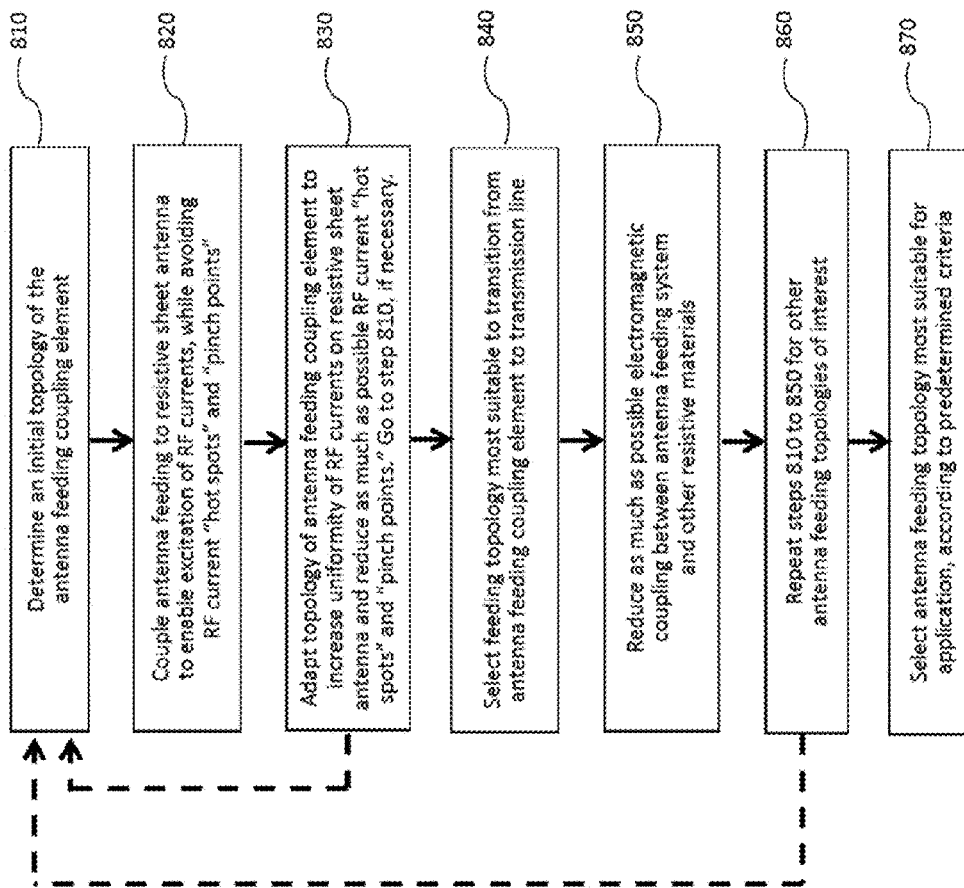 810
Determine an initial topology of the
antenna feeding coupling element
820
Couple antenna feeding to resistive sheet antenna
to enable excitation of RF currents, while avoiding
RF current "hot spots" and "pinch points"
830
Adapt topology of antenna feeding coupling element to
increase uniformity of RF currents on resistive sheet
antenna and reduce as much as possible RF current "hot
spots" and "pinch points." Go to step 810, if necessary.
840
Select feeding topology most suitable to transition from
antenna feeding coupling element to transmission line
850
Reduce as much as possible electromagnetic
coupling between antenna feeding system
and other resistive materials
860
Repeat steps 810 to 850 for other
antenna feeding topologies of interest
870
Select antenna feeding topology most suitable for
application, according to predetermined criteria